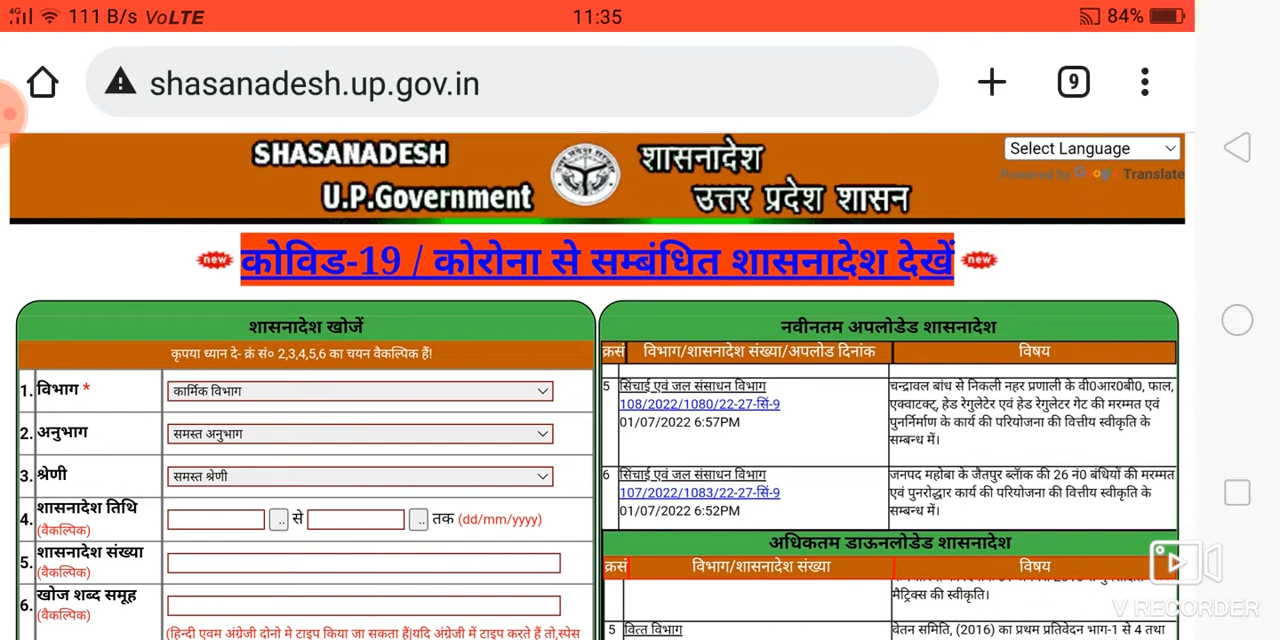 4G 111 B/s VoLTE 11:35 84%
shasanadesh.up.gov.in 9
SHASANADESH
U.P.Government
शासनादेश
उत्तर प्रदेश शासन
Select Language
Powered by Google Translate
new कोविड-19 / कोरोना से सम्बंधित शासनादेश देखें new
शासनादेश खोजें
कृपया ध्यान दे- क्रं सं० 2,3,4,5,6 का चयन वैकल्पिक हैं!
1. विभाग * कार्मिक विभाग
2. अनुभाग समस्त अनुभाग
3. श्रेणी समस्त श्रेणी
4. शासनादेश तिथि
(वैकल्पिक) .. से .. तक (dd/mm/yyyy)
5. शासनादेश संख्या
(वैकल्पिक)
6. खोज शब्द समूह
(वैकल्पिक)
(हिन्दी एवम अंग्रेजी दोनो मे टाइप किया जा सकता हैं|यदि अंग्रेजी में टाइप करते हैं तो,स्पेस
नवीनतम अपलोडेड शासनादेश
क्रसं विभाग/शासनादेश संख्या/अपलोड दिनांक विषय
5 सिंचाई एवं जल संसाधन विभाग
108/2022/1080/22-27-सिं-9
01/07/2022 6:57PM
चन्द्रावल बांध से निकली नहर प्रणाली के वी0आर0बी0, फाल,
एक्वाटक्ट, हेड रेगुलेटेर एवं हेड रेगुलेटर गेट की मरम्मत एवं
पुनर्निर्माण के कार्य की परियोजना की वित्तीय स्वीकृति के
सम्बन्ध में।
6 सिंचाई एवं जल संसाधन विभाग
107/2022/1083/22-27-सिं-9
01/07/2022 6:52PM
जनपद महोबा के जैतपुर ब्लॅाक की 26 नं0 बंधियों की मरम्मत
एवं पुनरोद्धार कार्य की परियोजना की वित्तीय स्वीकृति के
सम्बन्ध में।
अधिकतम डाउनलोडेड शासनादेश
क्रसं विभाग/शासनादेश संख्या विषय
मैट्रिक्स की स्वीकृति।
5 वित्त विभाग वेतन समिति, (2016) का प्रथम प्रतिवेदन भाग-1 से 4 तथा
V RECORDER